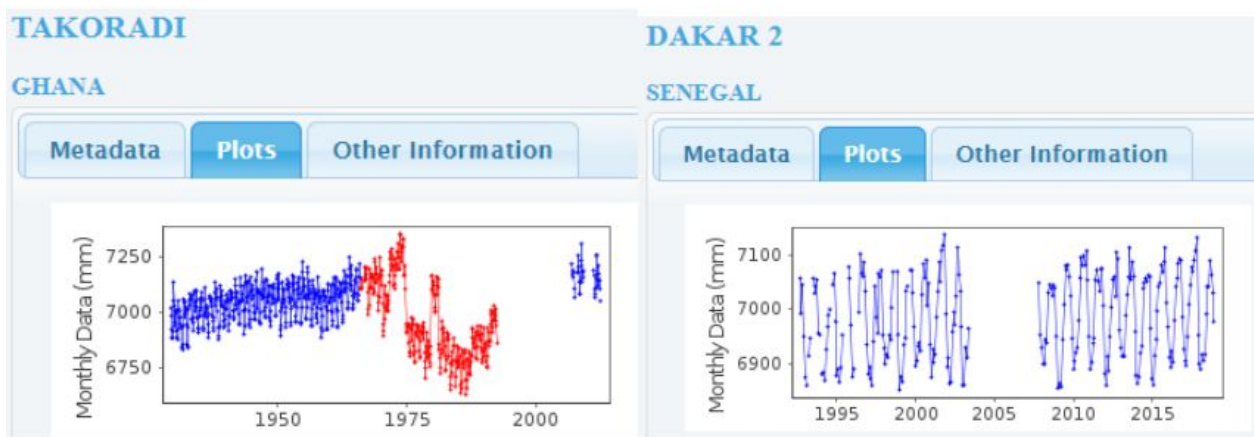 TAKORADI
GHANA
Metadata Plots Other Information
Monthly Data (mm)
7250
7000
6750
1950 1975 2000
DAKAR 2
SENEGAL
Metadata Plots Other Information
Monthly Data (mm)
7100
7000
6900
1995 2000 2005 2010 2015